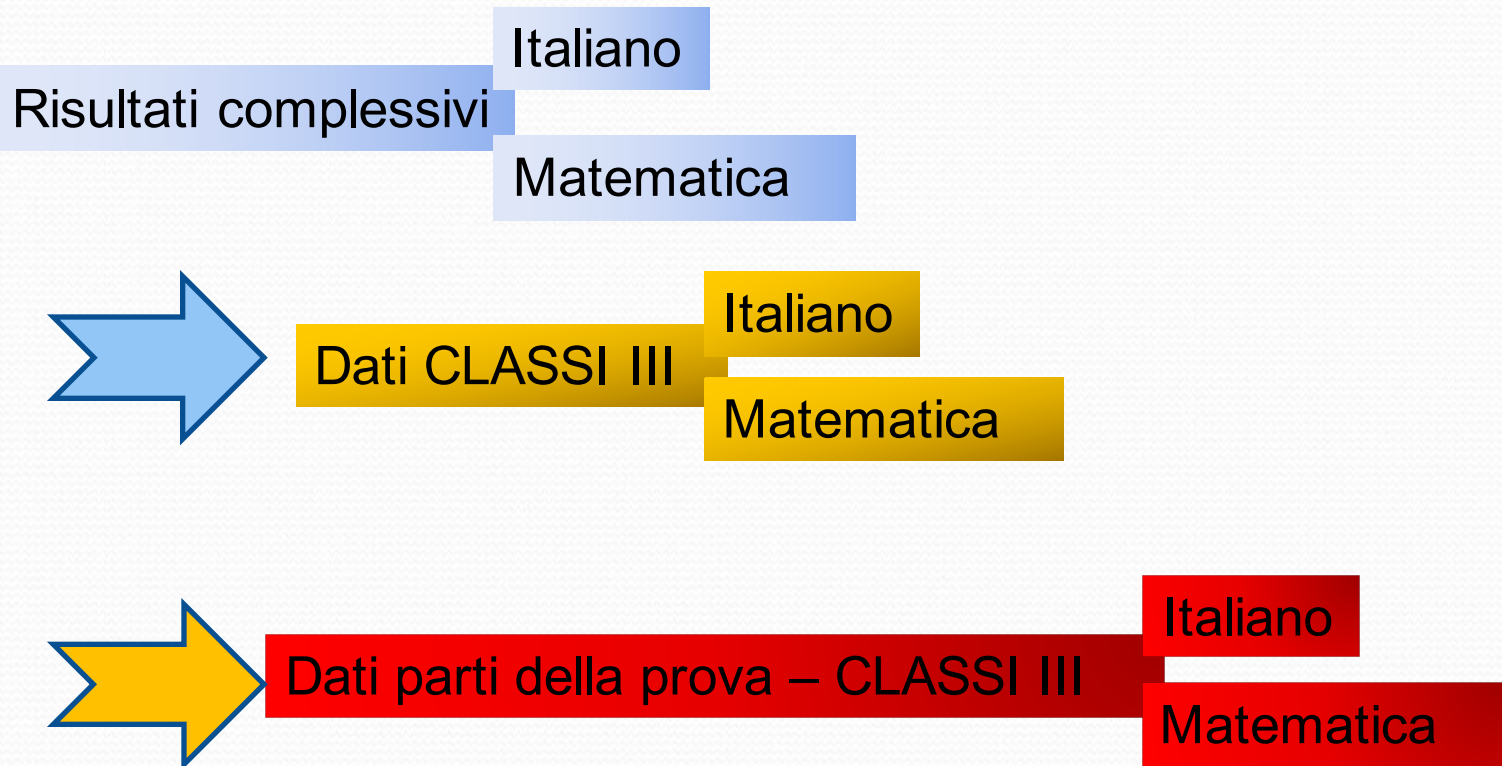 Italiano
Risultati complessivi
Matematica
Italiano
Dati CLASSI III
Matematica
Italiano
Dati parti della prova – CLASSI III
Matematica